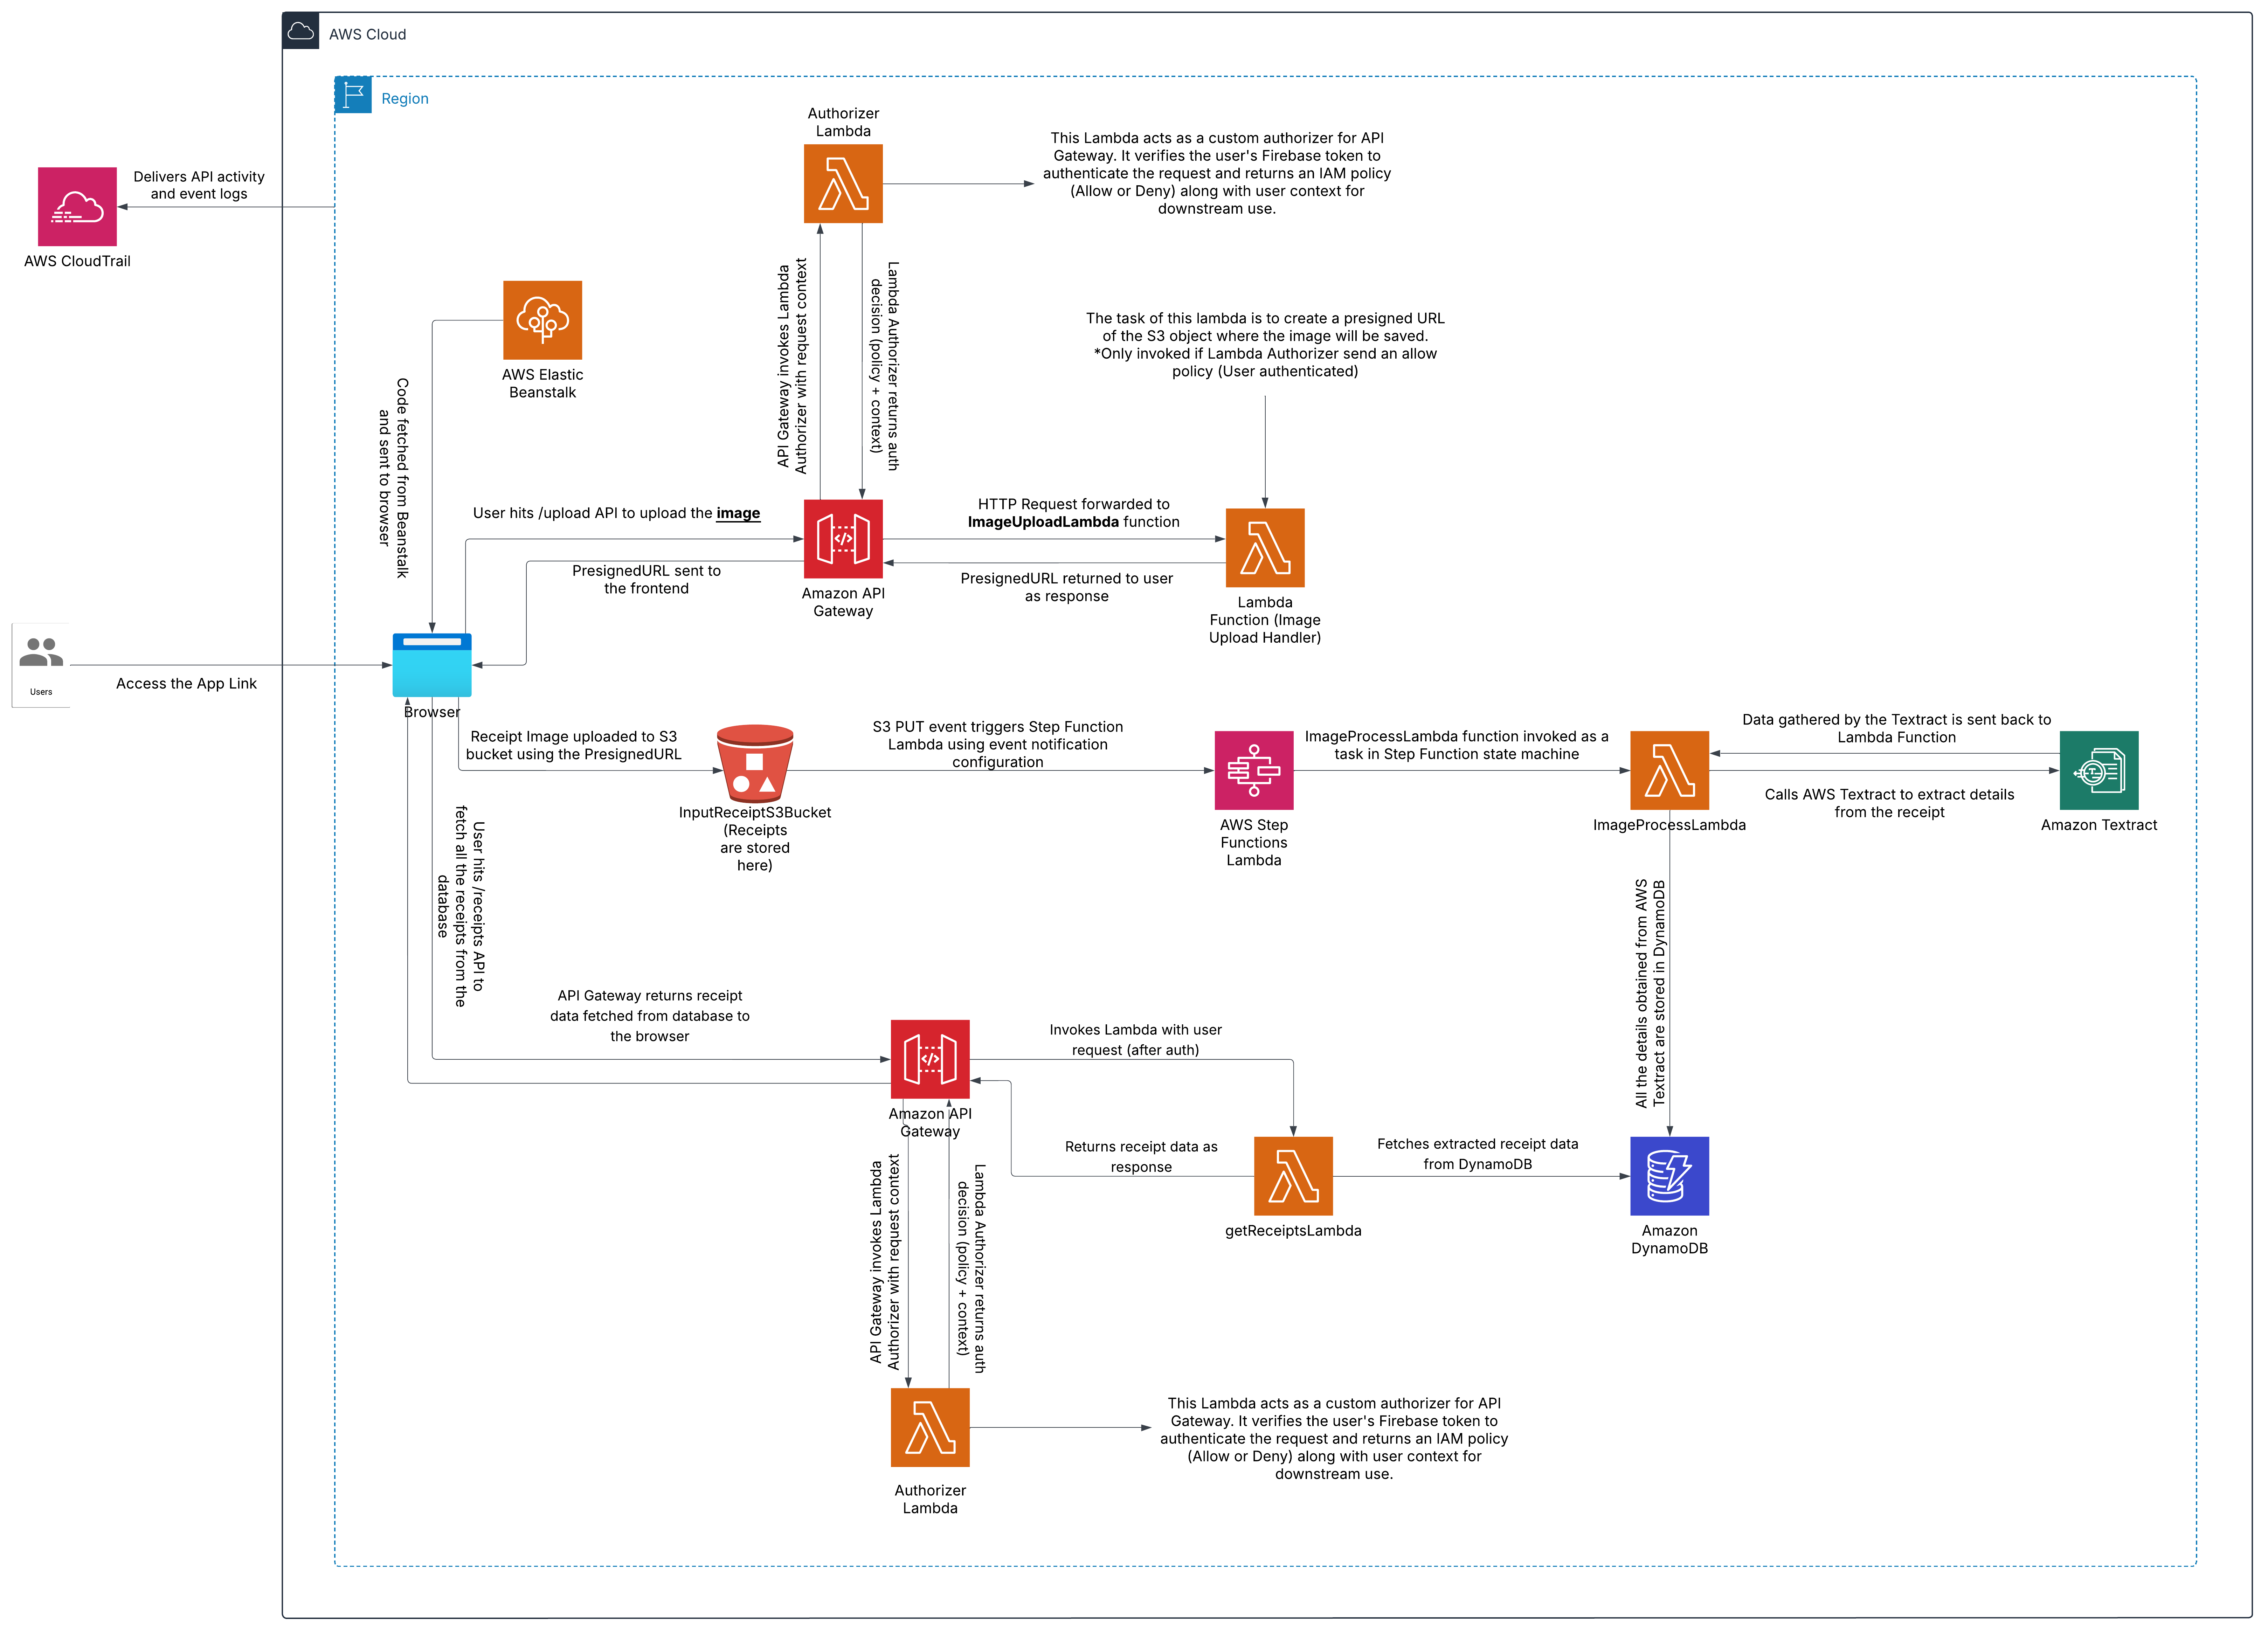 AWS Cloud
Region
Authorizer
Lambda
This Lambda acts as a custom authorizer for API
Gateway. It verifies the user's Firebase token to
authenticate the request and returns an IAM policy
(Allow or Deny) along with user context for
downstream use.
Delivers API activity
and event logs
AWS CloudTrail
AWS Elastic
Beanstalk
Code fetched from Beanstalk
and sent to browser
API Gateway invokes Lambda
Authorizer with request context
Lambda Authorizer returns auth
decision (policy + context)
The task of this lambda is to create a presigned URL
of the S3 object where the image will be saved.
*Only invoked if Lambda Authorizer send an allow
policy (User authenticated)
User hits /upload API to upload the image
HTTP Request forwarded to
ImageUploadLambda function
PresignedURL sent to
the frontend
Amazon API
Gateway
PresignedURL returned to user
as response
Lambda
Function (Image
Upload Handler)
Users
Access the App Link
Browser
Receipt Image uploaded to S3
bucket using the PresignedURL
InputReceiptS3Bucket
(Receipts
are stored
here)
S3 PUT event triggers Step Function
Lambda using event notification
configuration
AWS Step
Functions
Lambda
ImageProcessLambda function invoked as a
task in Step Function state machine
ImageProcessLambda
Data gathered by the Textract is sent back to
Lambda Function
Calls AWS Textract to extract details
from the receipt
Amazon Textract
User hits /receipts API to
fetch all the receipts from the
database
All the details obtained from AWS
Textract are stored in DynamoDB
API Gateway returns receipt
data fetched from database to
the browser
Amazon API
Gateway
Invokes Lambda with user
request (after auth)
Returns receipt data as
response
getReceiptsLambda
Fetches extracted receipt data
from DynamoDB
Amazon
DynamoDB
API Gateway invokes Lambda
Authorizer with request context
Lambda Authorizer returns auth
decision (policy + context)
This Lambda acts as a custom authorizer for API
Gateway. It verifies the user's Firebase token to
authenticate the request and returns an IAM policy
(Allow or Deny) along with user context for
downstream use.
Authorizer
Lambda